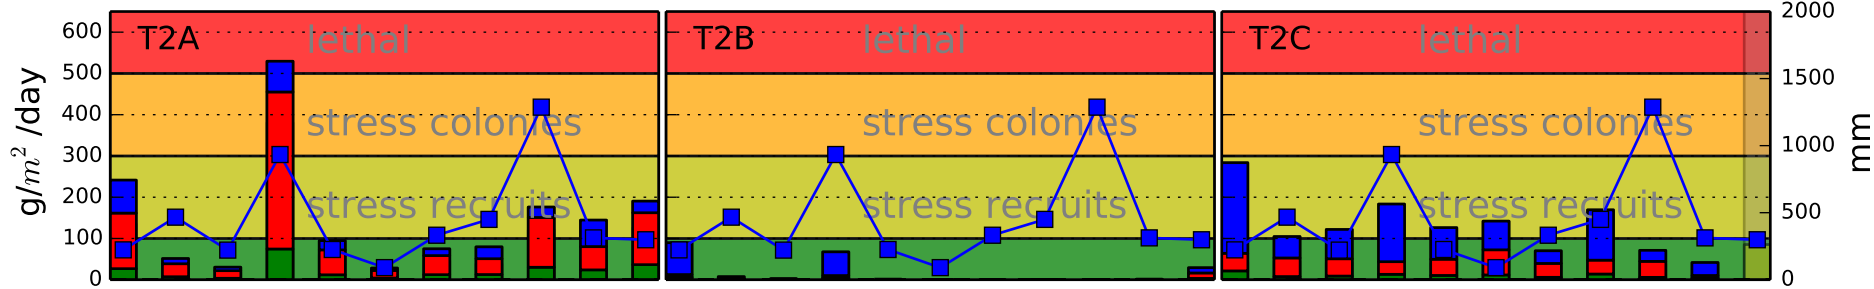 g/m² /day
600
500
400
300
200
100
0
T2A
lethal
stress colonies
stress recruits
T2B
lethal
stress colonies
stress recruits
T2C
lethal
stress colonies
stress recruits
2000
1500
1000
500
0
mm